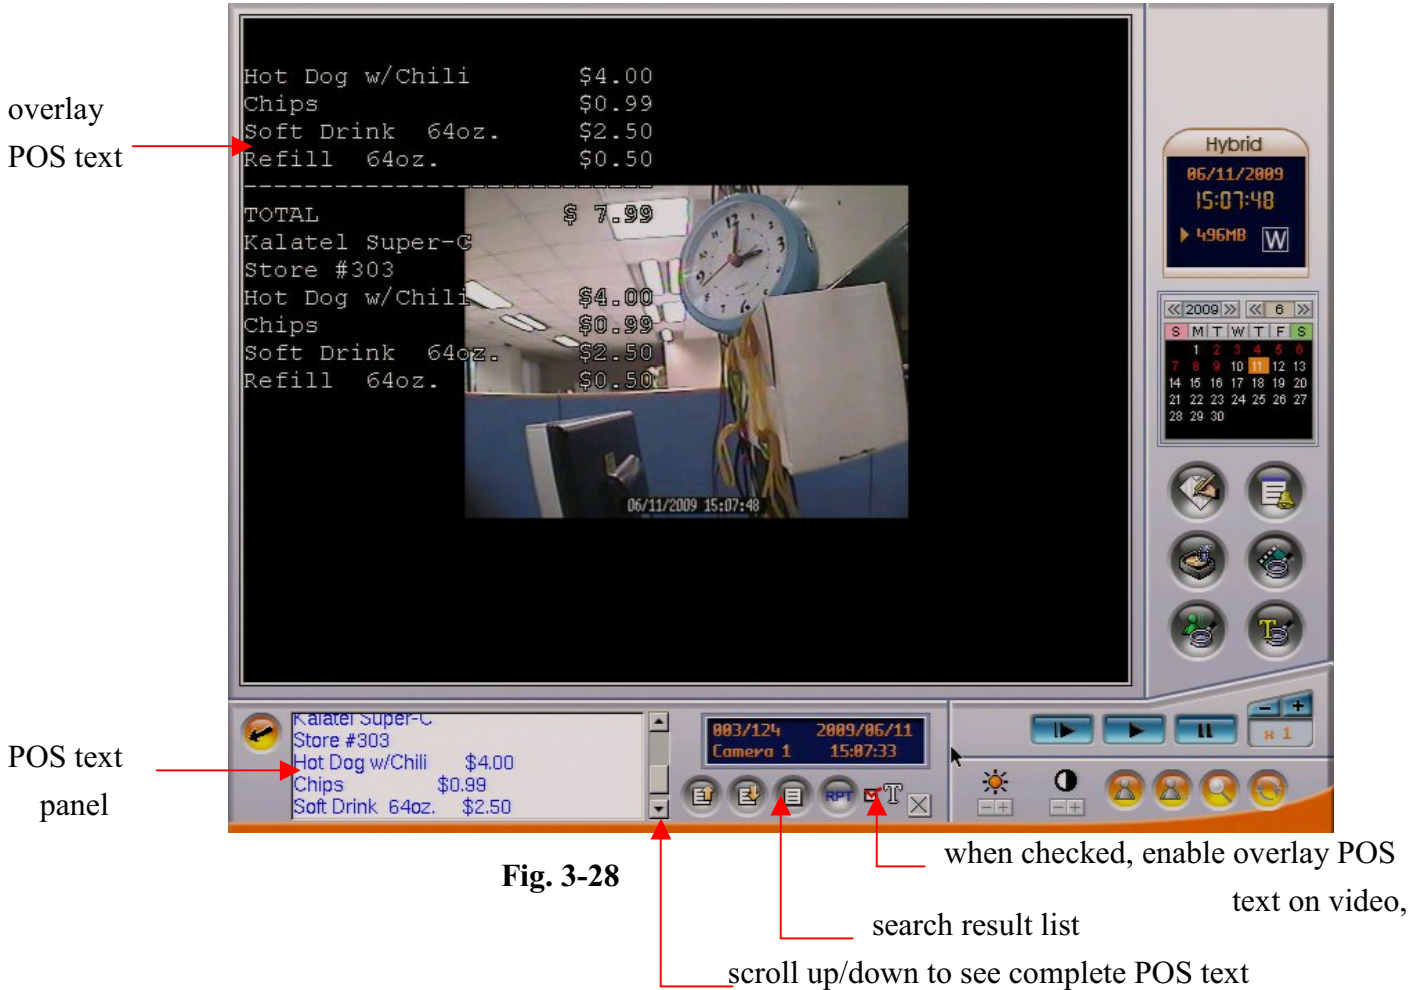 Hot Dog w/Chili $4.00
Chips $0.99
overlay
Soft Drink 64oz. $2.50
POS text
Refill 64oz. $0.50
----------------------------
TOTAL $ 7.99
Kalatel Super-C
Store #303
Hot Dog w/Chili $4.00
Chips $0.99
Soft Drink 64oz. $2.50
Refill 64oz. $0.50
06/11/2009 15:07:48
Hybrid
06/11/2009
15:07:48
496MB W
2009 6
S M T W T F S
1 2 3 4 5 6
7 8 9 10 11 12 13
14 15 16 17 18 19 20
21 22 23 24 25 26 27
28 29 30
T
POS text
panel
Kalatel Super-C
Store #303
Hot Dog w/Chili $4.00
Chips $0.99
Soft Drink 64oz. $2.50
003/124 2009/06/11
Camera 1 15:07:33
RPT T
x 1
Fig. 3-28
when checked, enable overlay POS
text on video,
search result list
scroll up/down to see complete POS text